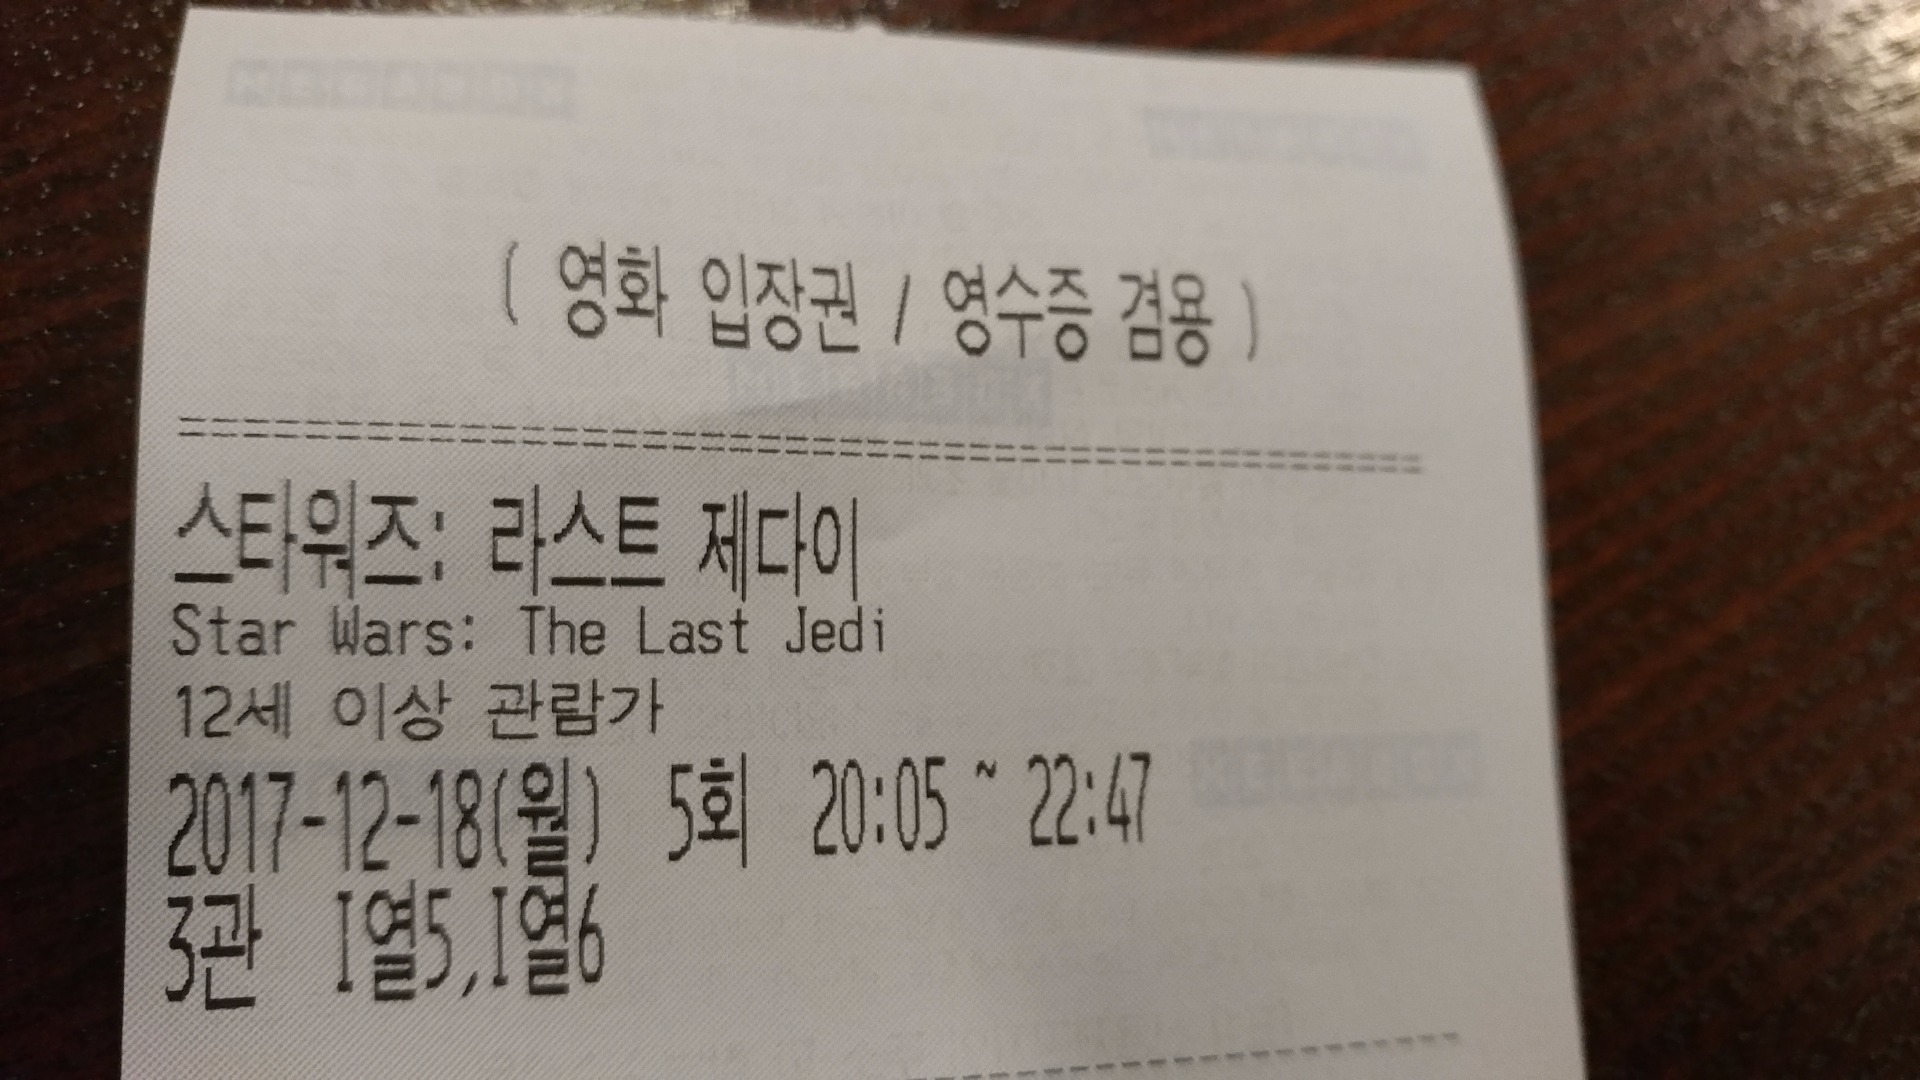 ( 영화 입장권 / 영수증 겸용 )
스타워즈: 라스트 제다이
Star Wars: The Last Jedi
12세 이상 관람가
2017-12-18(월) 5회 20:05 ~ 22:47
3관 I열5,I열6